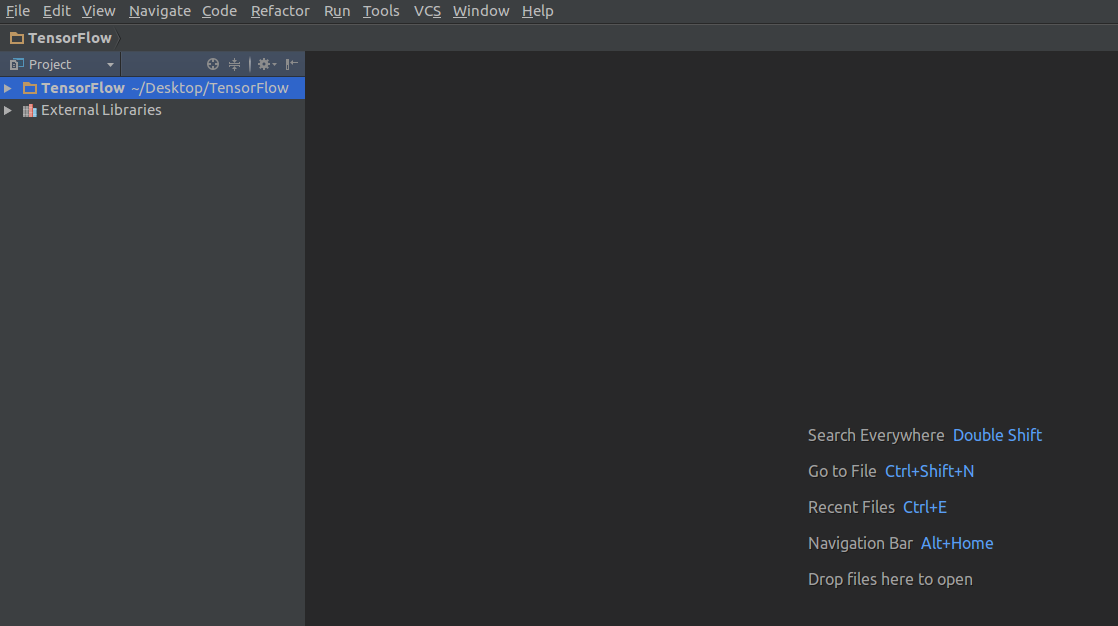 File Edit View Navigate Code Refactor Run Tools VCS Window Help
TensorFlow
Project
TensorFlow ~/Desktop/TensorFlow
External Libraries
Search Everywhere Double Shift
Go to File Ctrl+Shift+N
Recent Files Ctrl+E
Navigation Bar Alt+Home
Drop files here to open